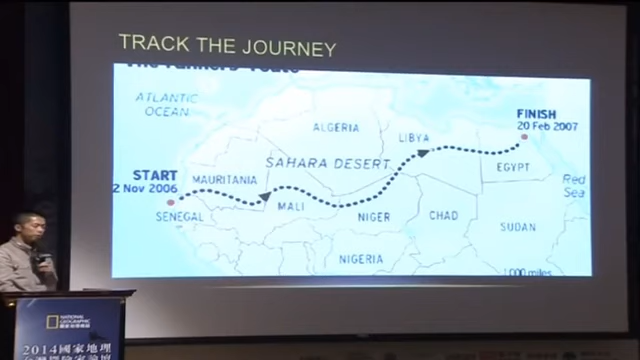 TRACK THE JOURNEY
ATLANTIC
OCEAN
FINISH
20 Feb 2007
ALGERIA
LIBYA
SAHARA DESERT
EGYPT
START
2 Nov 2006
MAURITANIA
Red
Sea
SENEGAL
MALI
NIGER
CHAD
SUDAN
NIGERIA
1,000 miles
NATIONAL
GEOGRAPHIC
2014國家地理